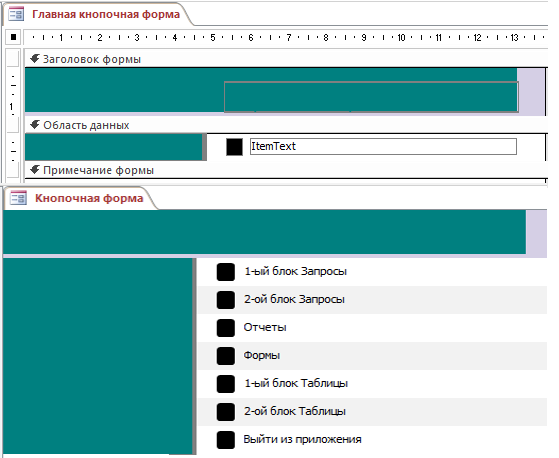 Главная кнопочная форма
1 2 3 4 5 6 7 8 9 10 11 12 13
Заголовок формы
1
Область данных
ItemText
Примечание формы
Кнопочная форма
1-ый блок Запросы
2-ой блок Запросы
Отчеты
Формы
1-ый блок Таблицы
2-ой блок Таблицы
Выйти из приложения